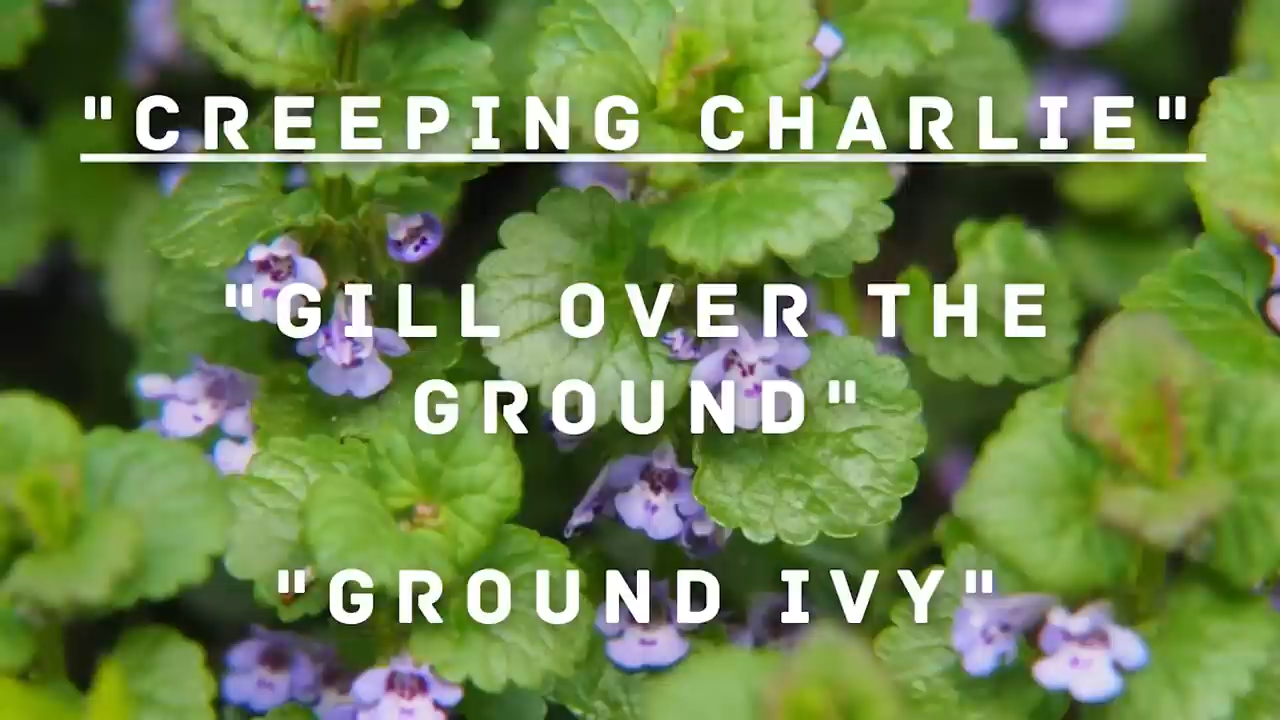 "CREEPING CHARLIE"
"GILL OVER THE
GROUND"
"GROUND IVY"